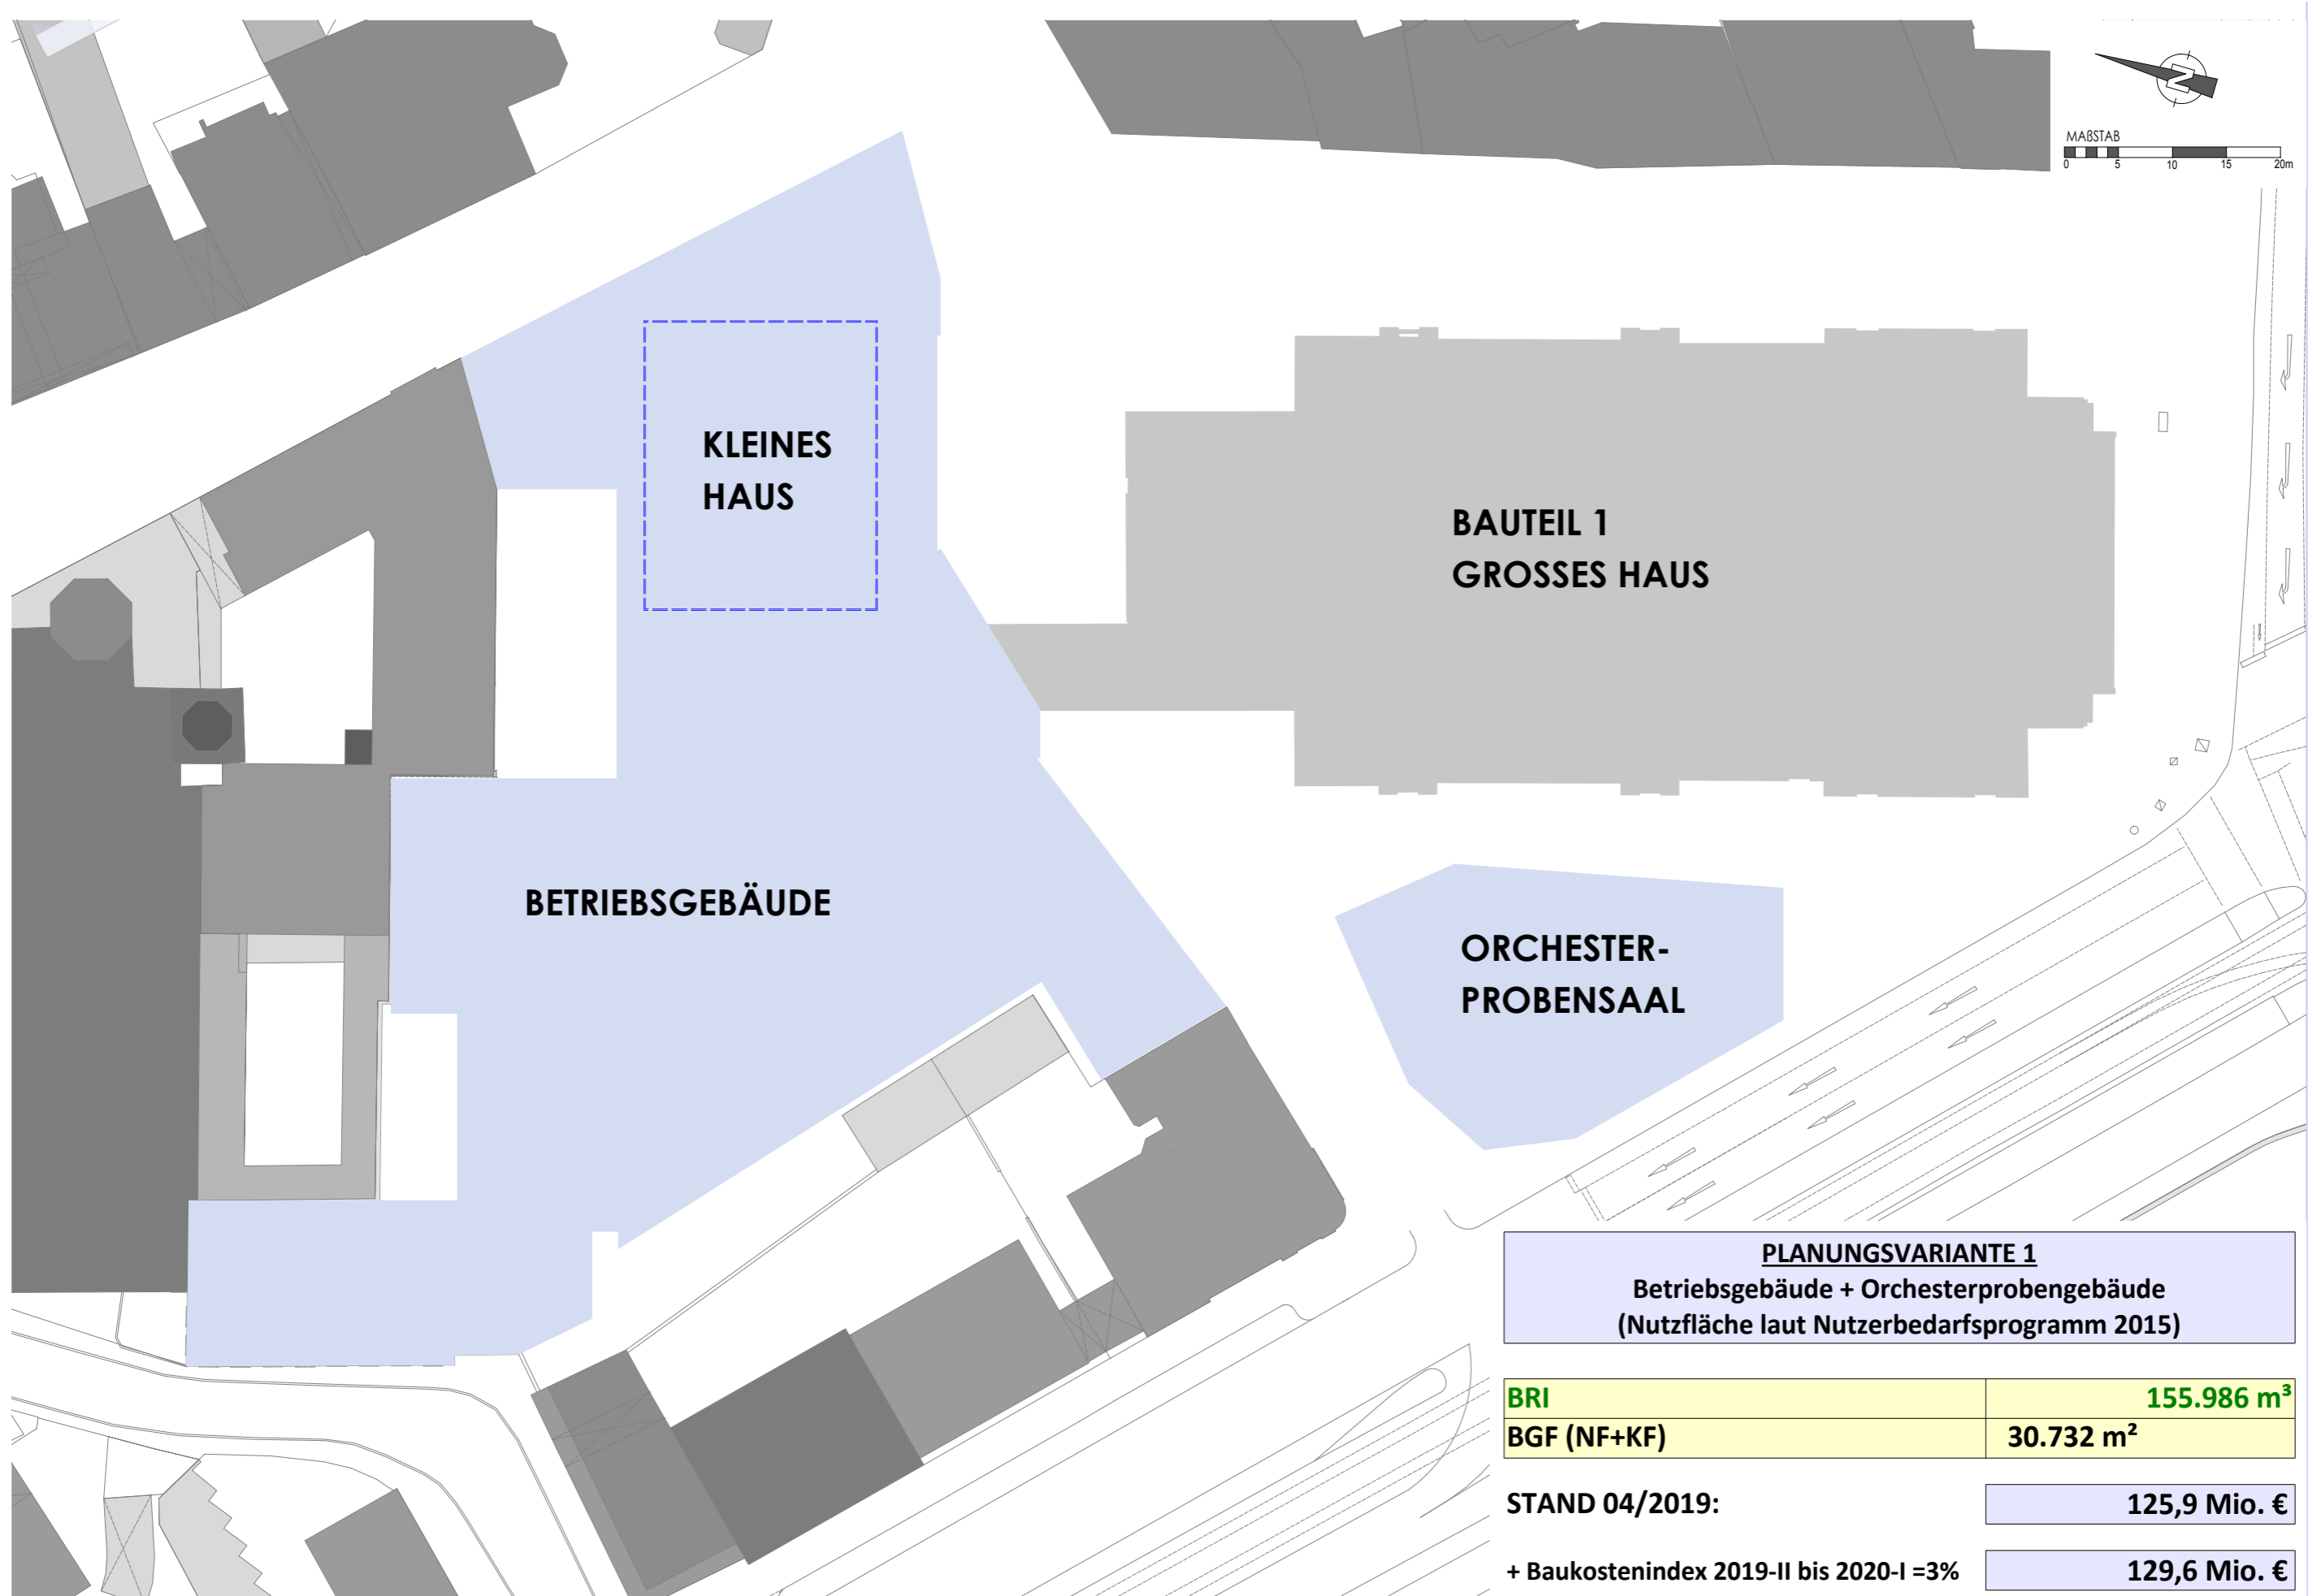 N
MAßSTAB
0 5 10 15 20m
KLEINES
HAUS
BAUTEIL 1
GROSSES HAUS
BETRIEBSGEBÄUDE
ORCHESTER-
PROBENSAAL
PLANUNGSVARIANTE 1
Betriebsgebäude + Orchesterprobengebäude
(Nutzfläche laut Nutzerbedarfsprogramm 2015)
BRI 155.986 m³
BGF (NF+KF) 30.732 m²
STAND 04/2019: 125,9 Mio. €
+ Baukostenindex 2019-II bis 2020-I =3% 129,6 Mio. €